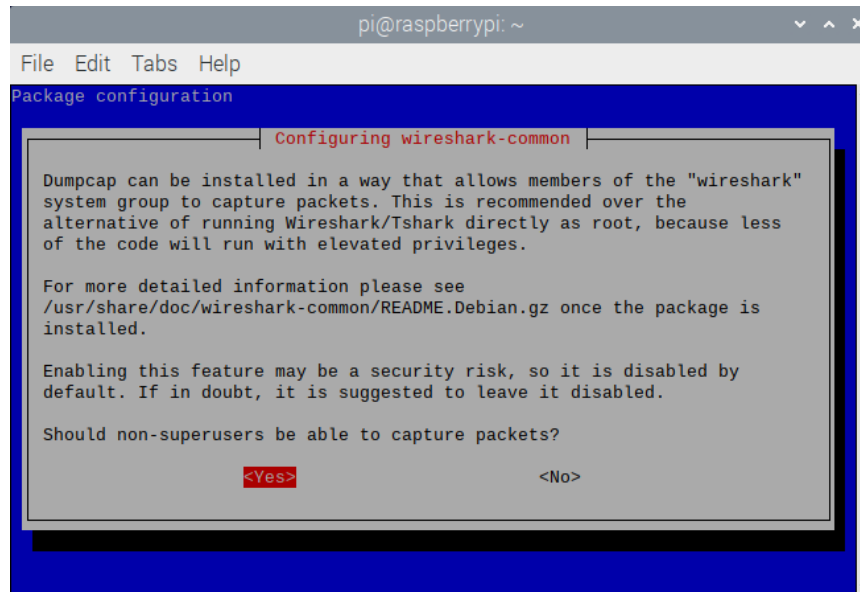 pi@raspberrypi: ~
File Edit Tabs Help
Package configuration
Configuring wireshark-common
Dumpcap can be installed in a way that allows members of the "wireshark"
system group to capture packets. This is recommended over the
alternative of running Wireshark/Tshark directly as root, because less
of the code will run with elevated privileges.
For more detailed information please see
/usr/share/doc/wireshark-common/README.Debian.gz once the package is
installed.
Enabling this feature may be a security risk, so it is disabled by
default. If in doubt, it is suggested to leave it disabled.
Should non-superusers be able to capture packets?
<Yes> <No>